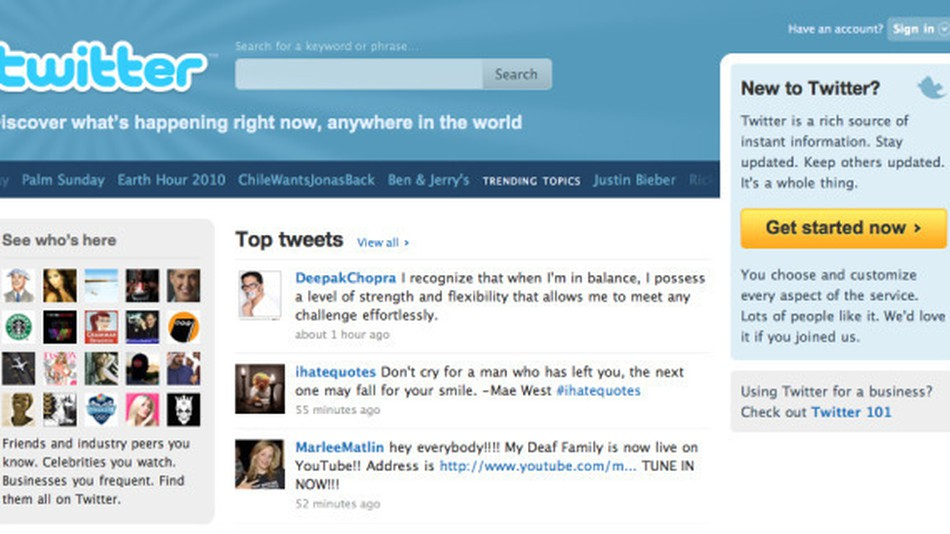 twitter
Search for a keyword or phrase...
Search
Have an account? Sign in
iscover what's happening right now, anywhere in the world
Palm Sunday Earth Hour 2010 ChileWantsJonasBack Ben & Jerry's TRENDING TOPICS Justin Bieber Ric
New to Twitter?
Twitter is a rich source of
instant information. Stay
updated. Keep others updated.
It's a whole thing.
Get started now ›
You choose and customize
every aspect of the service.
Lots of people like it. We'd love
it if you joined us.
Using Twitter for a business?
Check out Twitter 101
See who's here
Friends and industry peers you
know. Celebrities you watch.
Businesses you frequent. Find
them all on Twitter.
Top tweets View all ›
DeepakChopra I recognize that when I'm in balance, I possess
a level of strength and flexibility that allows me to meet any
challenge effortlessly.
about 1 hour ago
ihatequotes Don't cry for a man who has left you, the next
one may fall for your smile. -Mae West #ihatequotes
55 minutes ago
MarleeMatlin hey everybody!!!! My Deaf Family is now live on
YouTube!! Address is http://www.youtube.com/m... TUNE IN
NOW!!!
52 minutes ago